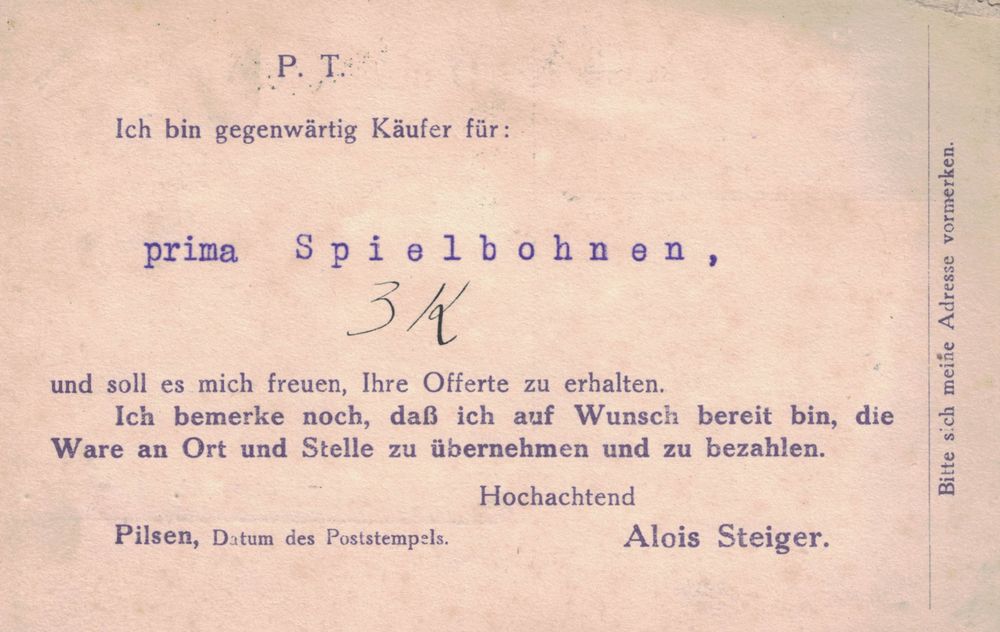 P. T.
Ich bin gegenwärtig Käufer für:
prima Spielbohnen,
3 K
und soll es mich freuen, Ihre Offerte zu erhalten.
Ich bemerke noch, daß ich auf Wunsch bereit bin, die
Ware an Ort und Stelle zu übernehmen und zu bezahlen.
Hochachtend
Pilsen, Datum des Poststempels.
Alois Steiger.
Bitte sich meine Adresse vormerken.